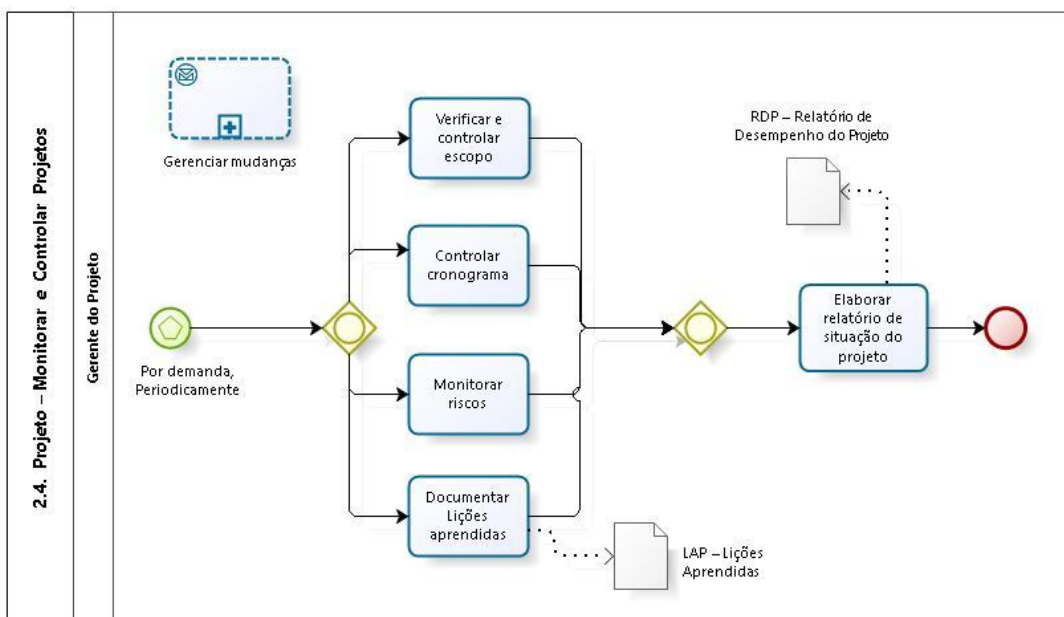 2.4. Projeto – Monitorar e Controlar Projetos
Gerente do Projeto
Gerenciar mudanças
Por demanda,
Periodicamente
Verificar e
controlar
escopo
Controlar
cronograma
Monitorar
riscos
Documentar
Lições
aprendidas
LAP – Lições
Aprendidas
RDP – Relatório de
Desempenho do Projeto
Elaborar
relatório de
situação do
projeto